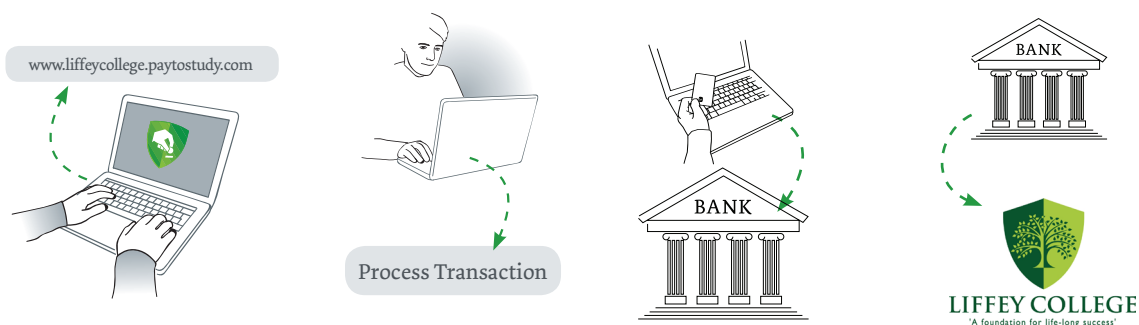 www.liffeycollege.paytostudy.com
Process Transaction
BANK
BANK
LIFFEY COLLEGE
'A foundation for life-long success'